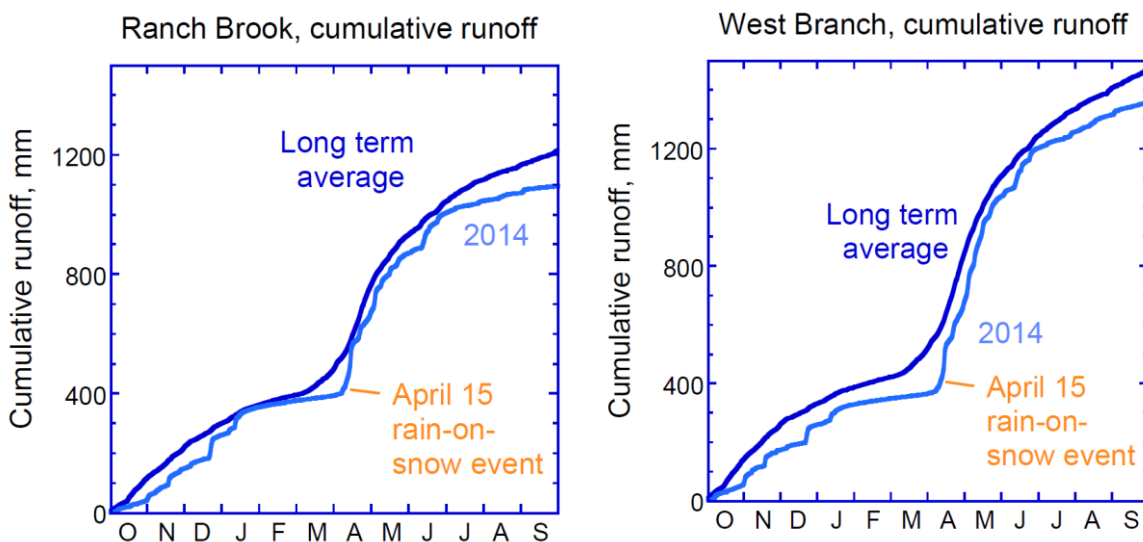 Ranch Brook, cumulative runoff
Cumulative runoff, mm
1200
800
400
0
Long term
average
2014
April 15
rain-on-
snow event
O N D J F M A M J J A S
West Branch, cumulative runoff
Cumulative runoff, mm
1200
800
400
0
Long term
average
2014
April 15
rain-on-
snow event
O N D J F M A M J J A S